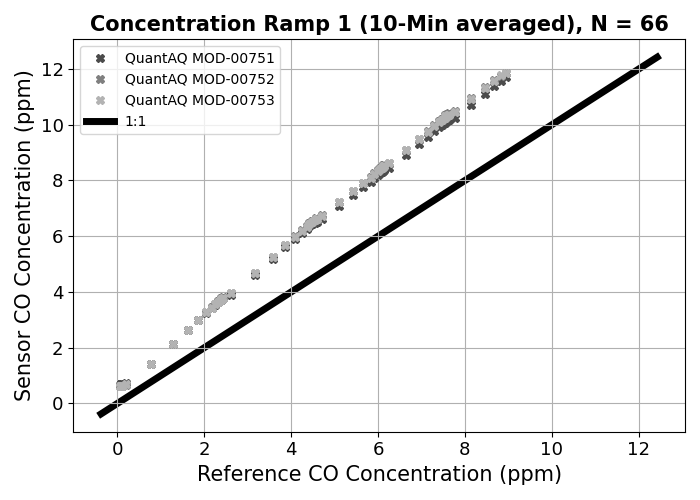 Concentration Ramp 1 (10-Min averaged), N = 66
QuantAQ MOD-00751
QuantAQ MOD-00752
QuantAQ MOD-00753
1:1
Sensor CO Concentration (ppm)
12
10
8
6
4
2
0
0 2 4 6 8 10 12
Reference CO Concentration (ppm)